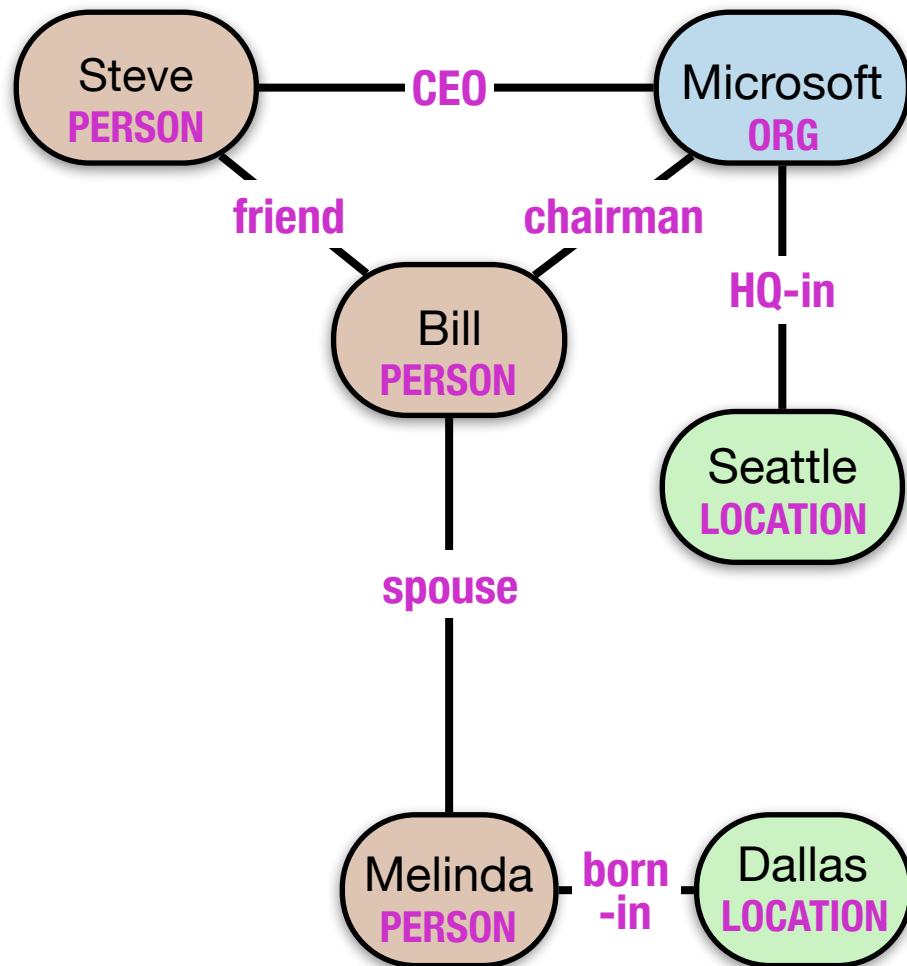 Steve
PERSON
CEO
Microsoft
ORG
friend
chairman
HQ-in
Bill
PERSON
Seattle
LOCATION
spouse
Melinda
PERSON
born
-in
Dallas
LOCATION